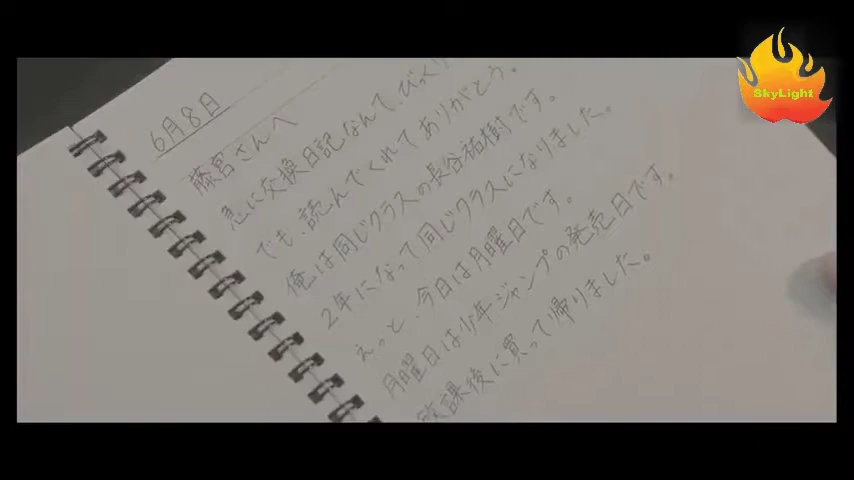 6月8日
藤宮さんへ
急に交換日記なんて、びっくり
でも、読んでくれてありがとう。
俺は同じクラスの長谷祐樹です。
2年になって同じクラスになりました。
えっと、今日は月曜日です。
月曜日は少年ジャンプの発売日です。
放課後に買って帰りました。
SkyLight